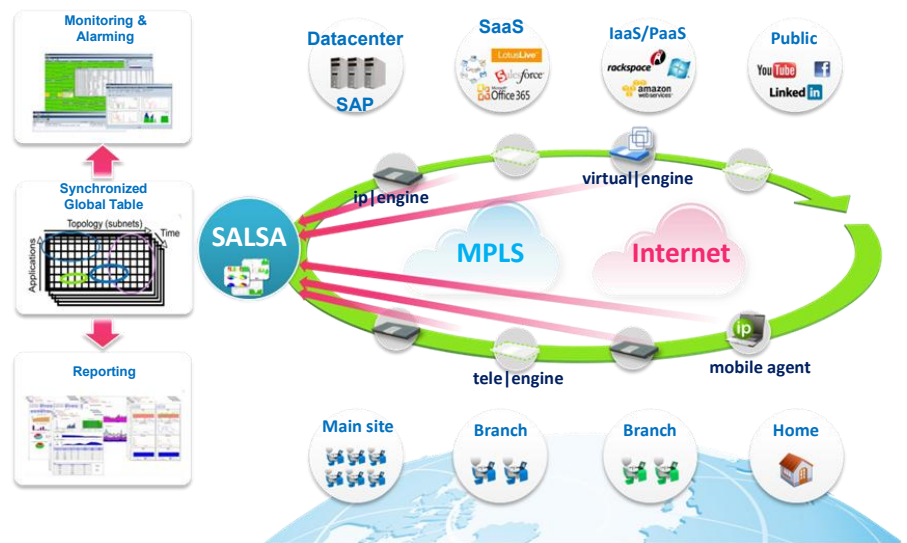 Monitoring &
Alarming
Synchronized
Global Table
Topology (subnets)
Time
Applications
Reporting
Datacenter
SAP
SaaS
LotusLive
Google
salesforce
Microsoft
Office 365
IaaS/PaaS
rackspace
amazon
webservices
Public
YouTube
f
Linked in
ip|engine
virtual|engine
SALSA
MPLS
Internet
ip
tele|engine
mobile agent
Main site
Branch
Branch
Home